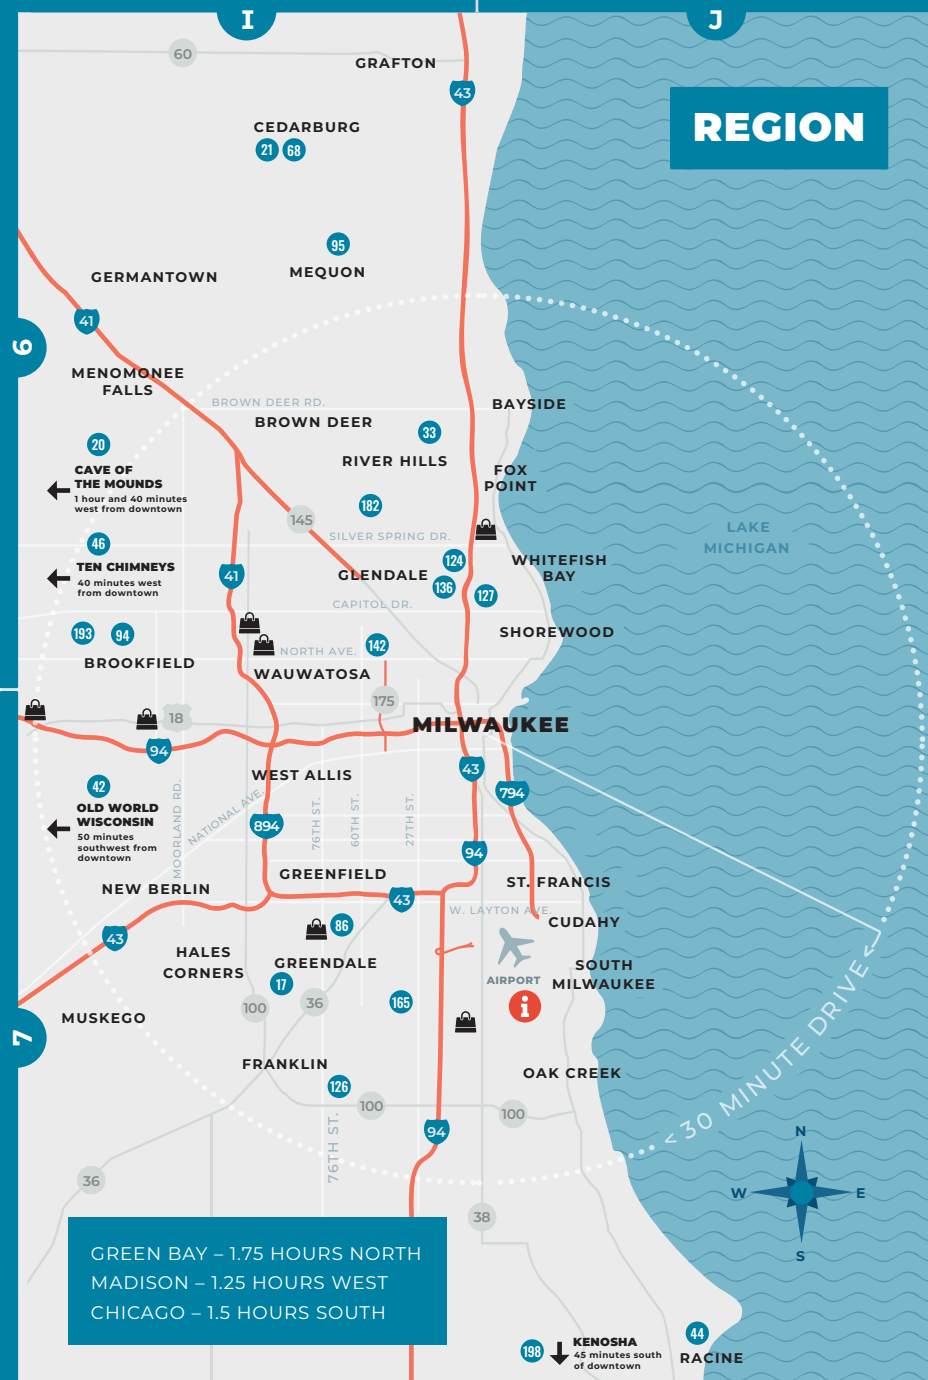 I
J
60
GRAFTON
43
REGION
CEDARBURG
21 68
95
MEQUON
GERMANTOWN
41
6
MENOMONEE
FALLS
BROWN DEER RD.
BAYSIDE
BROWN DEER
33
20
RIVER HILLS
CAVE OF
THE MOUNDS
1 hour and 40 minutes
west from downtown
FOX
POINT
182
145
SILVER SPRING DR.
LAKE
MICHIGAN
46
TEN CHIMNEYS
40 minutes west
from downtown
41
124
WHITEFISH
BAY
GLENDALE
136
127
CAPITOL DR.
193 94
BROOKFIELD
SHOREWOOD
142
NORTH AVE.
WAUWATOSA
175
18
MILWAUKEE
94
43
WEST ALLIS
42
OLD WORLD
WISCONSIN
50 minutes
southwest from
downtown
MOORLAND RD.
NATIONAL AVE.
76TH ST.
60TH ST.
27TH ST.
794
894
94
GREENFIELD
ST. FRANCIS
NEW BERLIN
43
W. LAYTON AVE.
CUDAHY
86
43
HALES
CORNERS
GREENDALE
17
AIRPORT
SOUTH
MILWAUKEE
i
100
36
165
MUSKEGO
7
FRANKLIN
OAK CREEK
126
100
100
< 30 MINUTE DRIVE <
94
76TH ST.
N
W
E
S
36
38
GREEN BAY – 1.75 HOURS NORTH
MADISON – 1.25 HOURS WEST
CHICAGO – 1.5 HOURS SOUTH
198
KENOSHA
45 minutes south
of downtown
44
RACINE